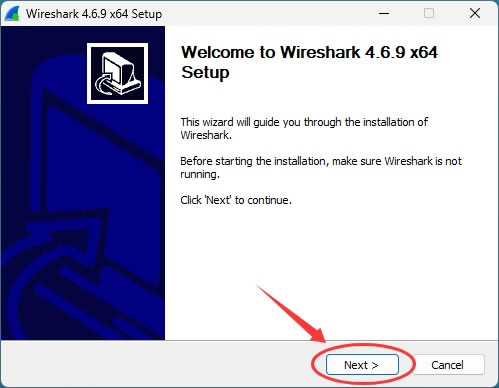 Wireshark 4.6.9 x64 Setup
Welcome to Wireshark 4.6.9 x64
Setup
This wizard will guide you through the installation of
Wireshark.
Before starting the installation, make sure Wireshark is not
running.
Click 'Next' to continue.
Next >
Cancel